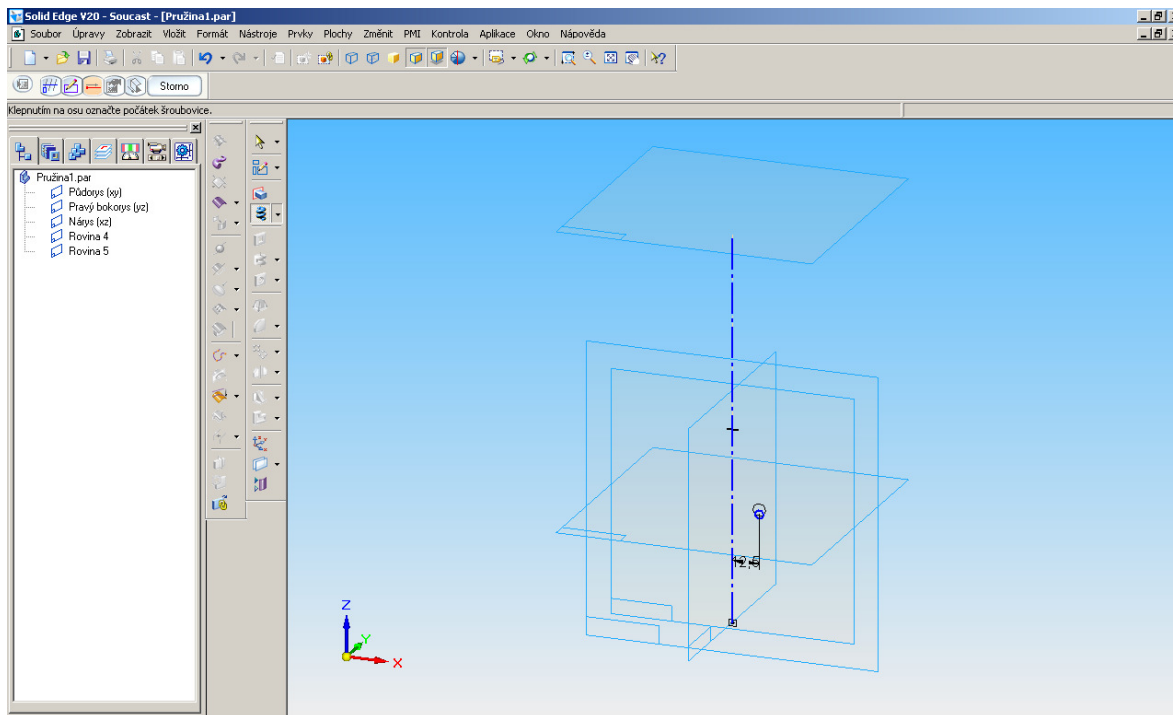 Solid Edge V20 - Soucast - [Pružina1.par]
Soubor Úpravy Zobrazit Vložit Formát Nástroje Prvky Plochy Změnit PMI Kontrola Aplikace Okno Nápověda
Storno
Klepnutím na osu označte počátek šroubovice.
Pružina1.par
Půdorys (xy)
Pravý bokorys (yz)
Nárys (xz)
Rovina 4
Rovina 5
12,5
Z
Y
X